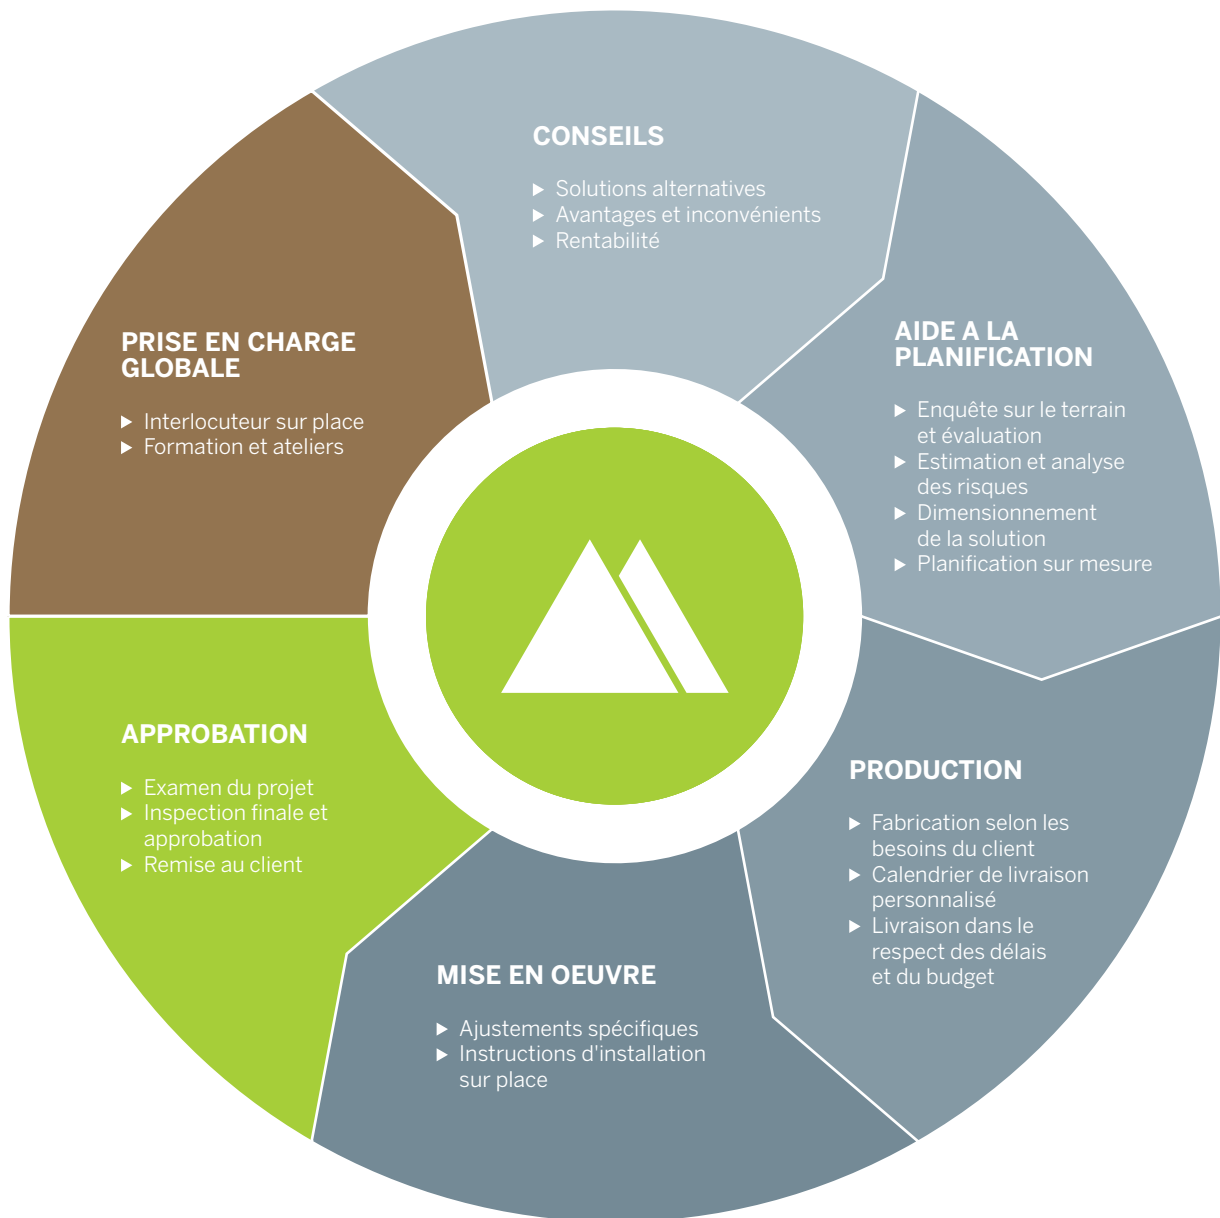 CONSEILS
► Solutions alternatives
► Avantages et inconvénients
► Rentabilité
AIDE A LA
PLANIFICATION
► Enquête sur le terrain
et évaluation
► Estimation et analyse
des risques
► Dimensionnement
de la solution
► Planification sur mesure
PRODUCTION
► Fabrication selon les
besoins du client
► Calendrier de livraison
personnalisé
► Livraison dans le
respect des délais
et du budget
MISE EN OEUVRE
► Ajustements spécifiques
► Instructions d'installation
sur place
APPROBATION
► Examen du projet
► Inspection finale et
approbation
► Remise au client
PRISE EN CHARGE
GLOBALE
► Interlocuteur sur place
► Formation et ateliers